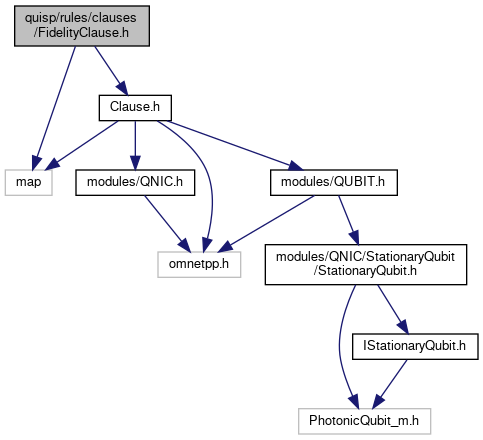 quisp/rules/clauses
/FidelityClause.h
Clause.h
map
modules/QNIC.h
modules/QUBIT.h
omnetpp.h
modules/QNIC/StationaryQubit
/StationaryQubit.h
IStationaryQubit.h
PhotonicQubit_m.h